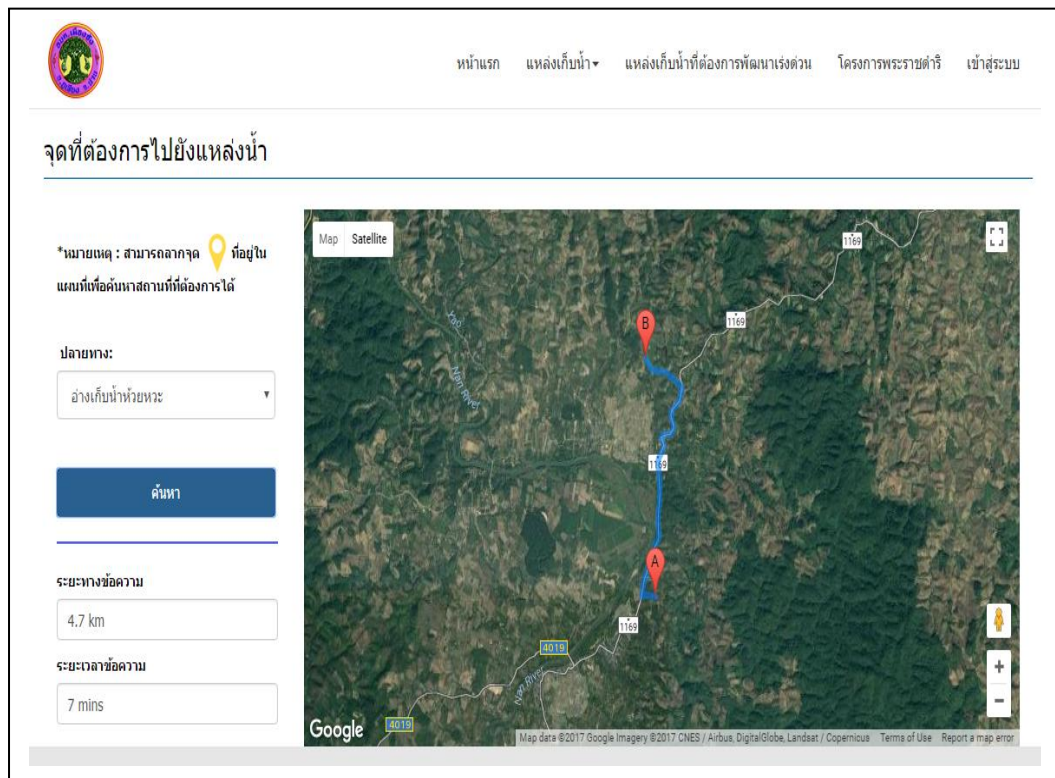 หน้าแรก แหล่งเก็บน้ำ▾ แหล่งเก็บน้ำที่ต้องการพัฒนาเร่งด่วน โครงการพระราชดำริ เข้าสู่ระบบ
จุดที่ต้องการไปยังแหล่งน้ำ
*หมายเหตุ : สามารถลากจุด ที่อยู่ใน
แผนที่เพื่อค้นหาสถานที่ที่ต้องการได้
ปลายทาง:
อ่างเก็บน้ำห้วยหวะ
ค้นหา
ระยะทางข้อความ
4.7 km
ระยะเวลาข้อความ
7 mins
Map Satellite
1169
Yao
B
1169
Nan River
1169
A
1169
4019
Nan River
4019
Google
Map data ©2017 Google Imagery ©2017 CNES / Airbus, DigitalGlobe, Landsat / Copernicus Terms of Use Report a map error